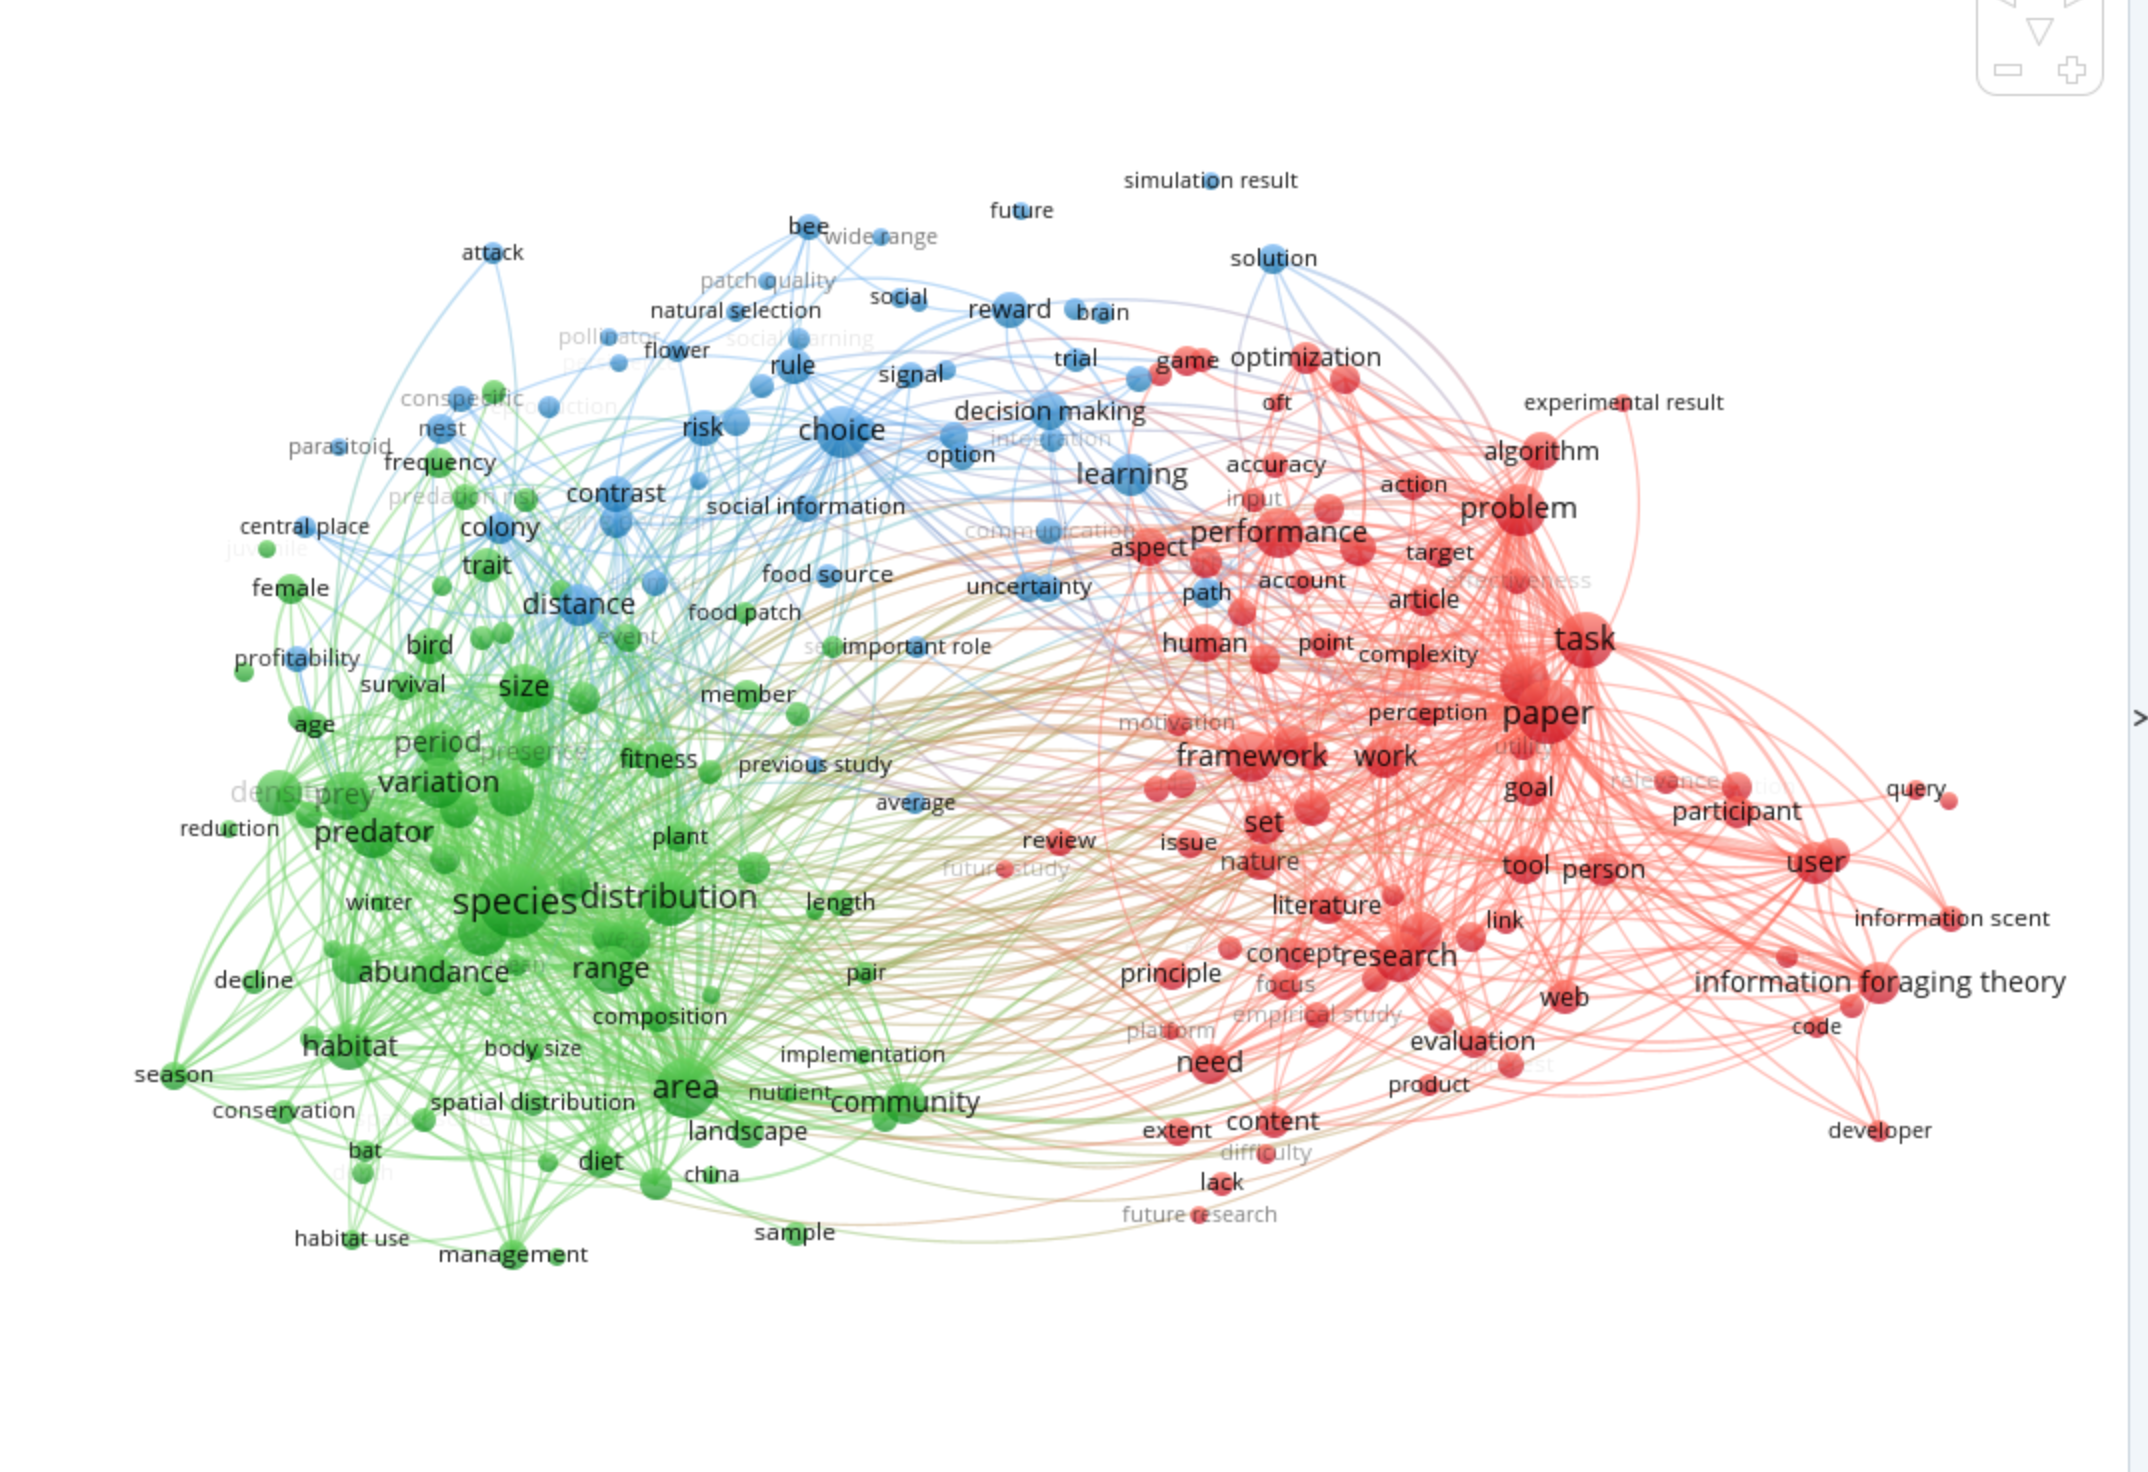 simulation result
future
bee
wide range
attack
solution
patch quality
social
natural selection
reward
brain
pollinator
social learning
flower
trial
game
optimization
rule
signal
conspecific
reproduction
oft
experimental result
decision making
nest
risk
choice
integration
parasitoid
option
algorithm
frequency
learning
accuracy
action
predation risk
contrast
input
social information
problem
central place
colony
communication
performance
juvenile
aspect
target
trait
food source
account
effectiveness
female
uncertainty
path
article
distance
food patch
event
task
bird
important role
human
point
complexity
profitability
survival
size
member
age
motivation
perception
paper
period
presence
fitness
previous study
framework
work
utility
variation
density
prey
goal
relevance
query
average
participant
reduction
predator
plant
set
review
issue
nature
user
future study
tool
person
species
distribution
winter
length
literature
link
information scent
concept
research
abundance
mean
range
pair
principle
decline
focus
information foraging theory
web
composition
empirical study
platform
code
habitat
body size
implementation
evaluation
need
season
area
nutrient
product
conservation
spatial distribution
community
landscape
extent
content
developer
bat
diet
difficulty
china
lack
future research
sample
habitat use
management